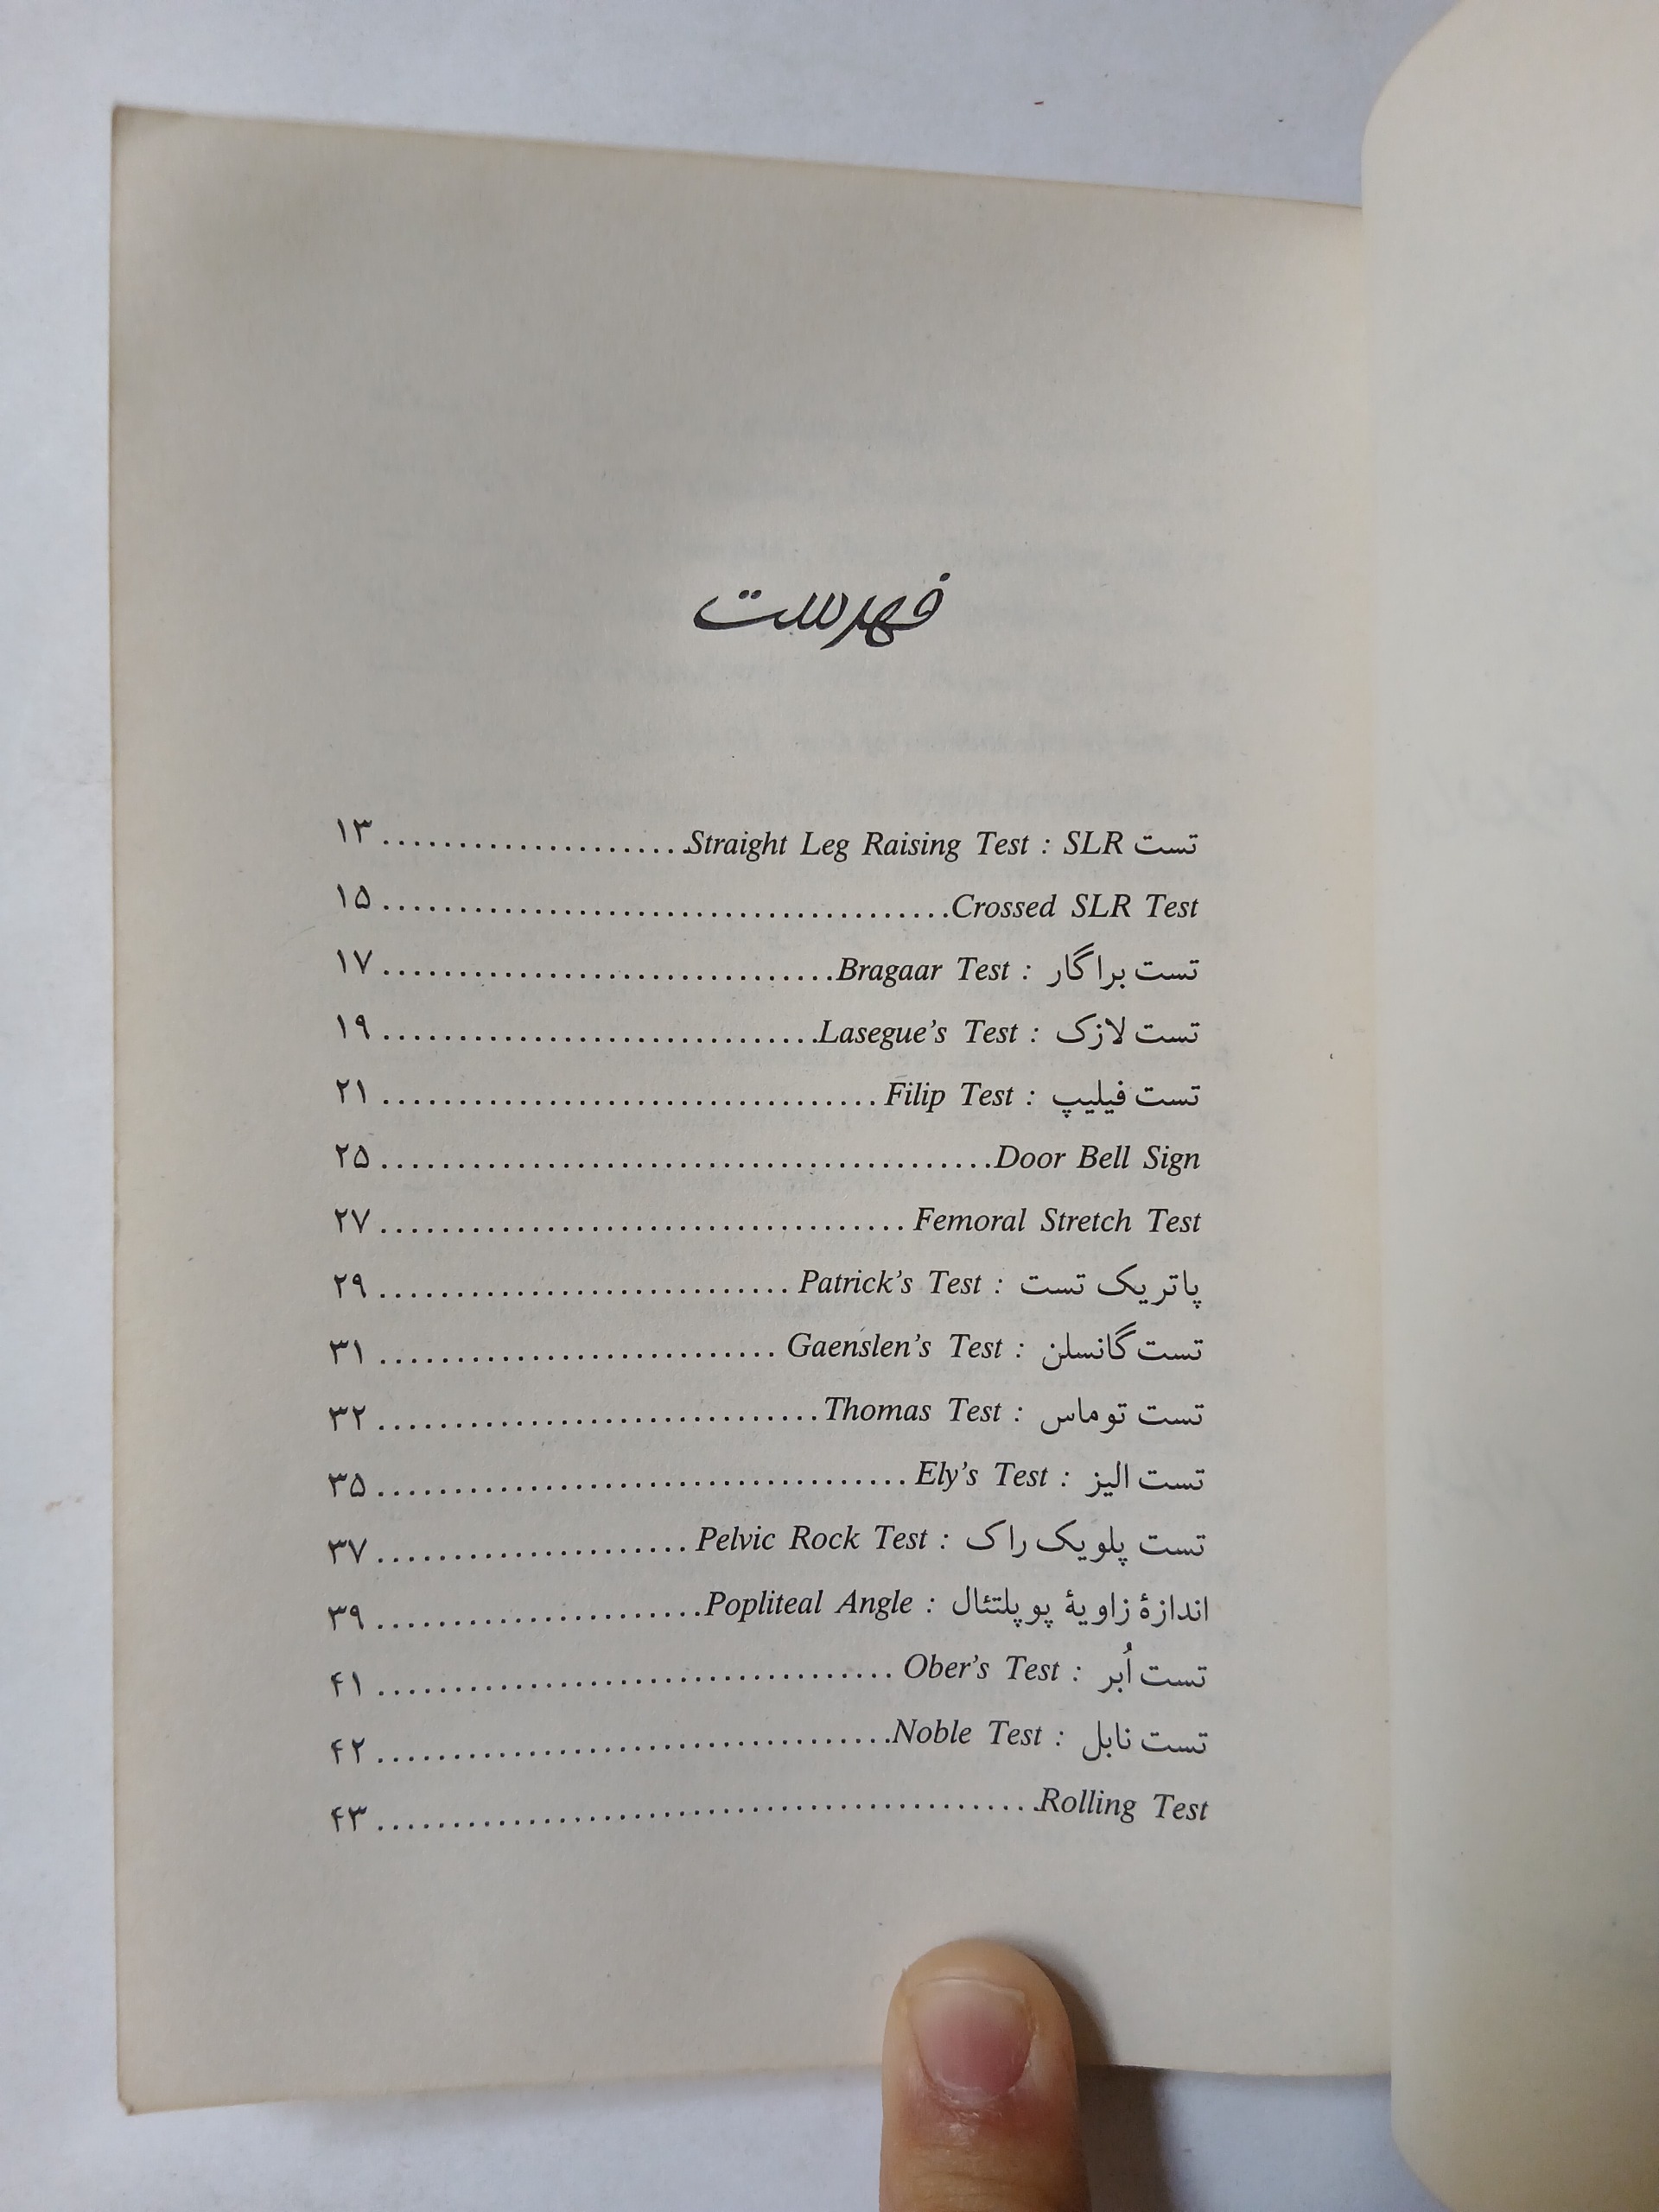 فهرست
تست SLR : Straight Leg Raising Test ..................... ۱۳
Crossed SLR Test ..................... ۱۵
تست براگار : Bragaar Test ..................... ۱۷
تست لازک : Lasegue's Test ..................... ۱۹
تست فیلیپ : Filip Test ..................... ۲۱
Door Bell Sign ..................... ۲۵
Femoral Stretch Test ..................... ۲۷
پاتریک تست : Patrick's Test ..................... ۲۹
تست گانسلن : Gaenslen's Test ..................... ۳۱
تست توماس : Thomas Test ..................... ۳۲
تست الیز : Ely's Test ..................... ۳۵
تست پلویک راک : Pelvic Rock Test ..................... ۳۷
اندازهٔ زاویهٔ پوپلتئال : Popliteal Angle ..................... ۳۹
تست اُبر : Ober's Test ..................... ۴۱
تست نابل : Noble Test ..................... ۴۲
Rolling Test ..................... ۴۳